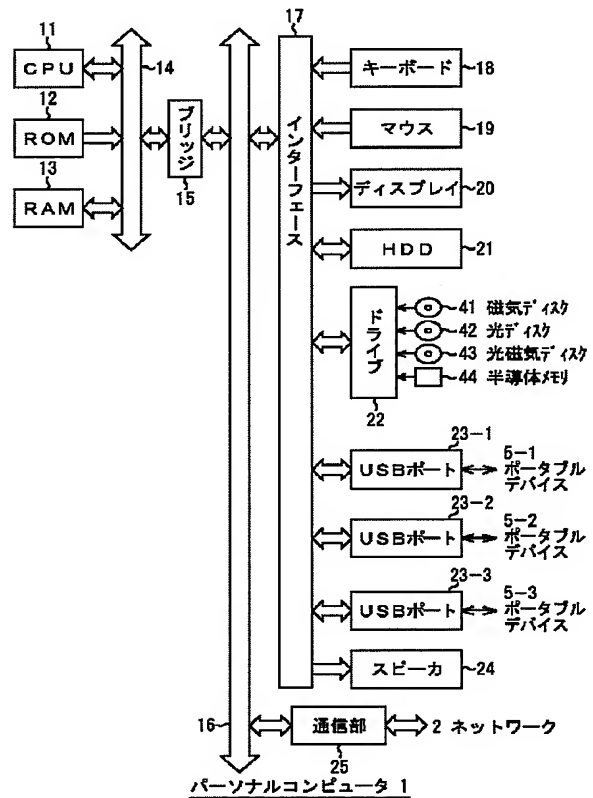 17
11
CPU
14
12
ROM
13
RAM
ブリッジ
15
インターフェース
キーボード
18
マウス
19
ディスプレイ
20
HDD
21
ドライブ
22
41 磁気ディスク
42 光ディスク
43 光磁気ディスク
44 半導体メモリ
23-1
USBポート
5-1
ポータブル
デバイス
23-2
USBポート
5-2
ポータブル
デバイス
23-3
USBポート
5-3
ポータブル
デバイス
スピーカ
24
16
通信部
25
2 ネットワーク
パーソナルコンピュータ 1